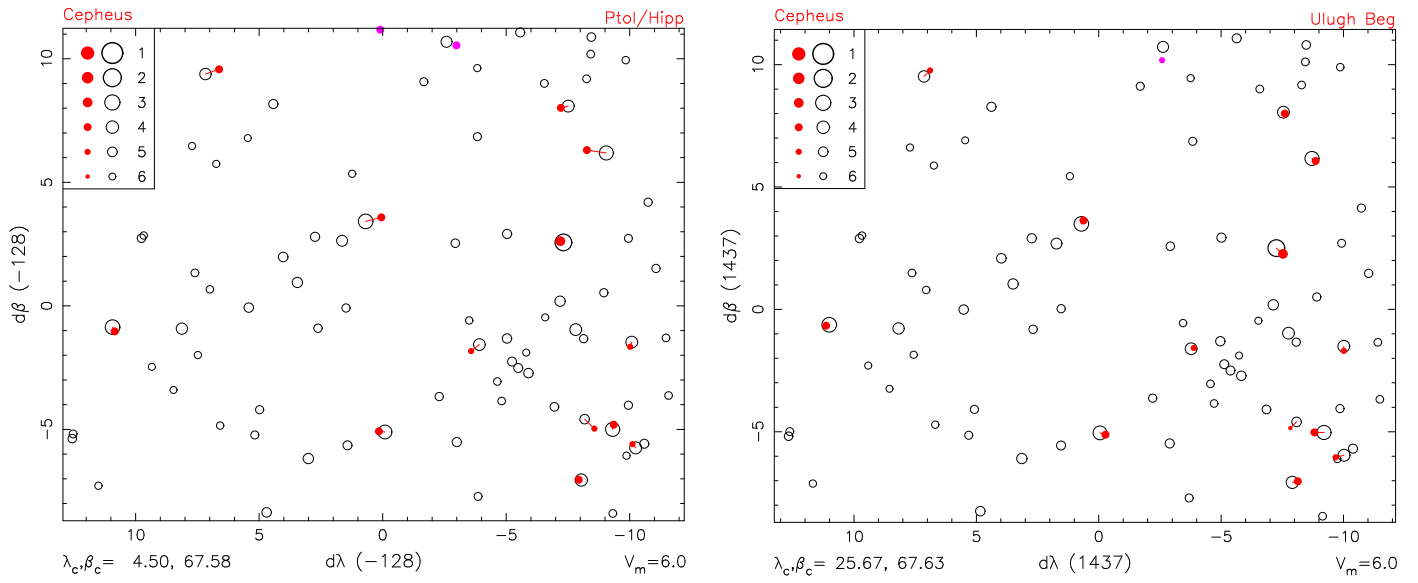 Cepheus Ptol/Hipp
1
2
3
4
5
6
10
5
0
-5
dβ (-128)
10 5 0 -5 -10
λc,βc= 4.50, 67.58 dλ (-128) Vm=6.0
Cepheus Ulugh Beg
1
2
3
4
5
6
10
5
0
-5
dβ (1437)
10 5 0 -5 -10
λc,βc= 25.67, 67.63 dλ (1437) Vm=6.0